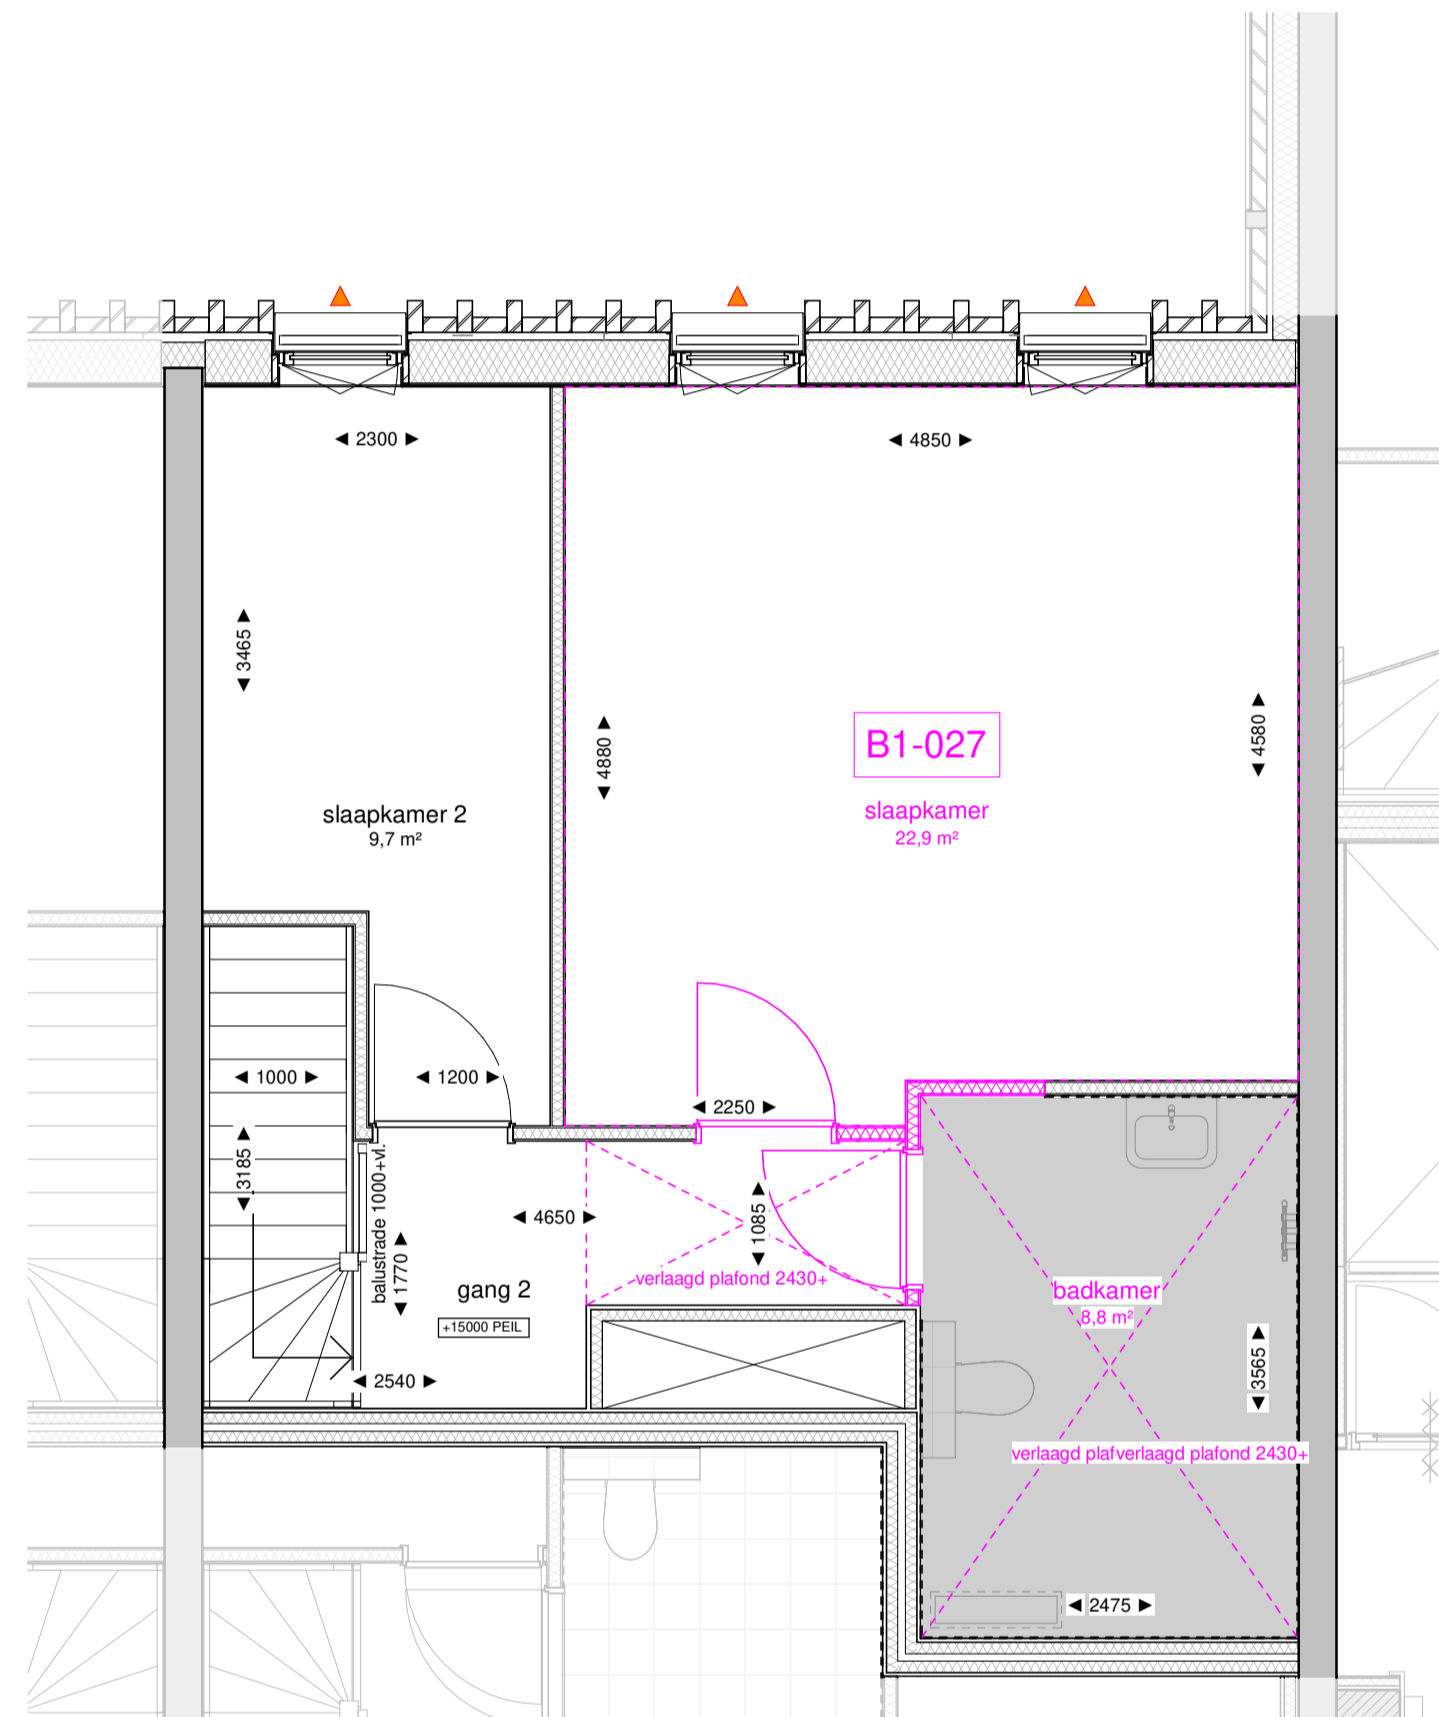 2300
4850
3465
4880
B1-027
4580
slaapkamer
22,9 m²
slaapkamer 2
9,7 m²
1000
1200
2250
3185
balustrade 1000+vl.
1770
4650
1085
verlaagd plafond 2430+
gang 2
+15000 PEIL
badkamer
8,8 m²
3565
2540
verlaagd plafverlaagd plafond 2430+
2475